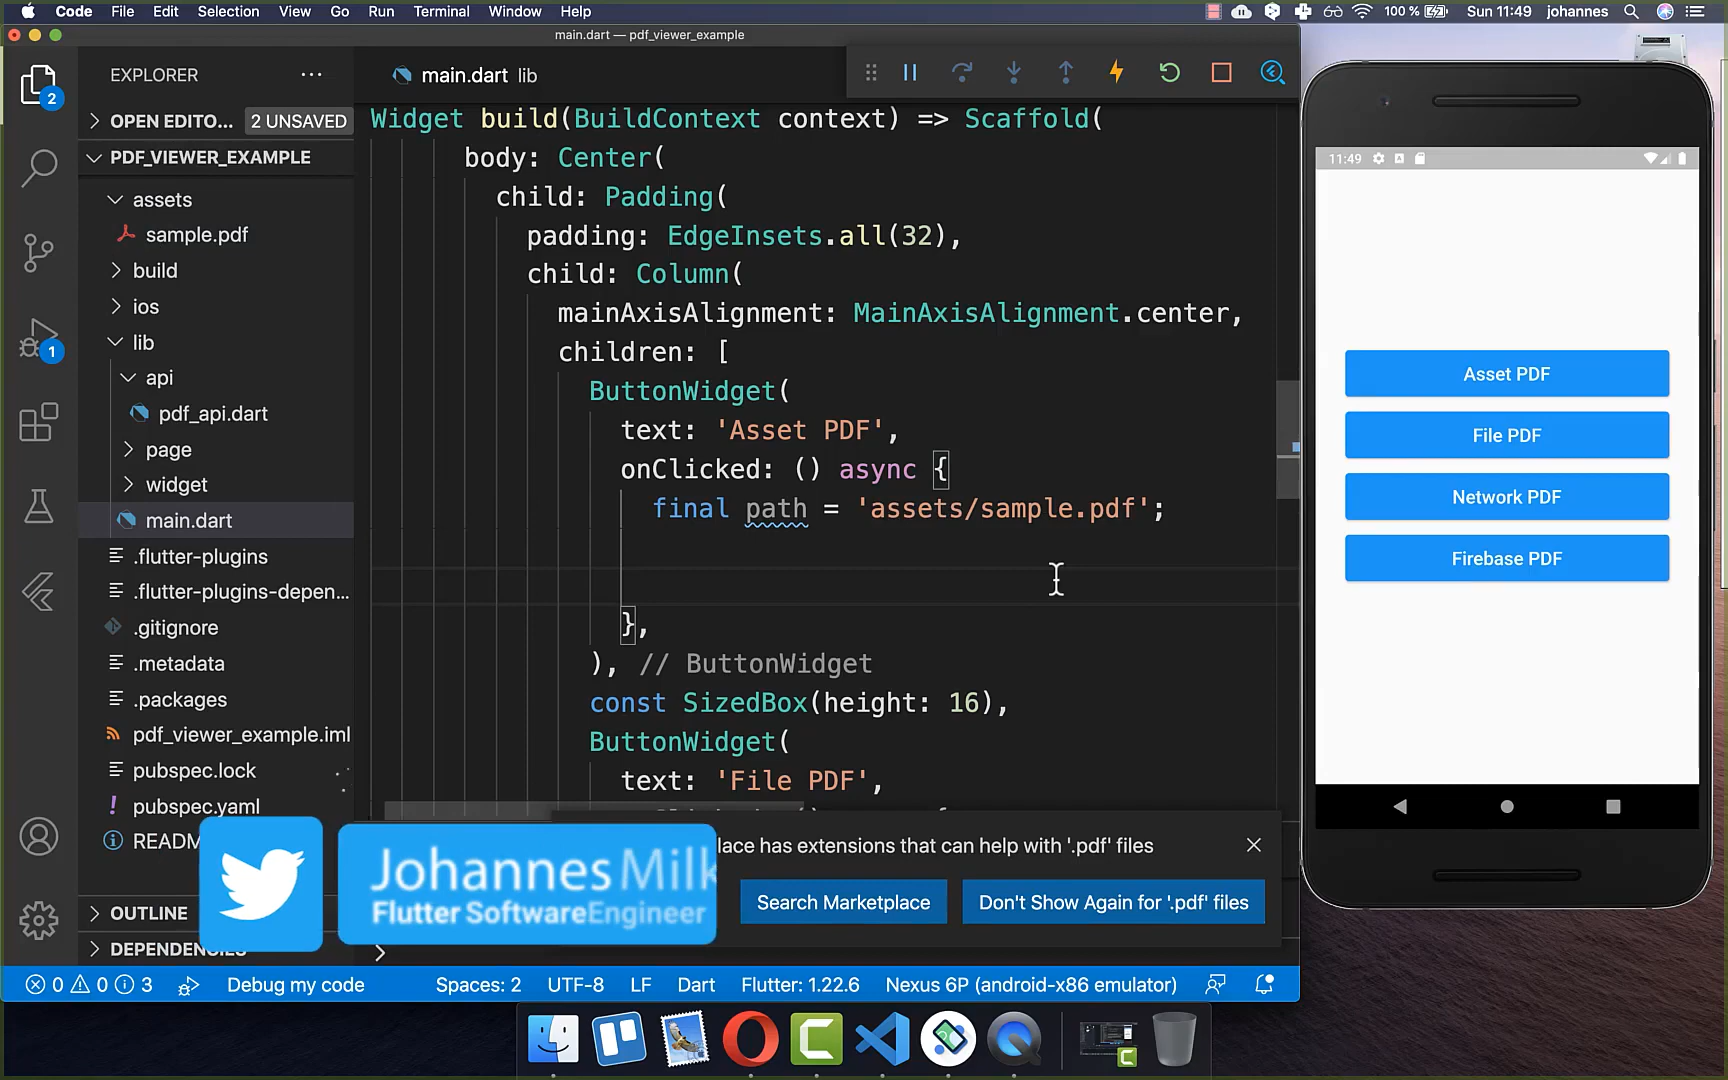 Code File Edit Selection View Go Run Terminal Window Help
100 % Sun 11:49 johannes
main.dart — pdf_viewer_example
EXPLORER
OPEN EDITO... 2 UNSAVED
PDF_VIEWER_EXAMPLE
assets
sample.pdf
build
ios
lib
api
pdf_api.dart
page
widget
main.dart
.flutter-plugins
.flutter-plugins-depen...
.gitignore
.metadata
.packages
pdf_viewer_example.iml
pubspec.lock
pubspec.yaml
READM
OUTLINE
DEPENDENCIES
2
1
main.dart lib
Widget build(BuildContext context) => Scaffold(
body: Center(
child: Padding(
padding: EdgeInsets.all(32),
child: Column(
mainAxisAlignment: MainAxisAlignment.center,
children: [
ButtonWidget(
text: 'Asset PDF',
onClicked: () async {
final path = 'assets/sample.pdf';
},
), // ButtonWidget
const SizedBox(height: 16),
ButtonWidget(
text: 'File PDF',
lace has extensions that can help with '.pdf' files
Search Marketplace
Don't Show Again for '.pdf' files
Johannes Milk
Flutter SoftwareEngineer
0 0 3 Debug my code Spaces: 2 UTF-8 LF Dart Flutter: 1.22.6 Nexus 6P (android-x86 emulator)
11:49
Asset PDF
File PDF
Network PDF
Firebase PDF